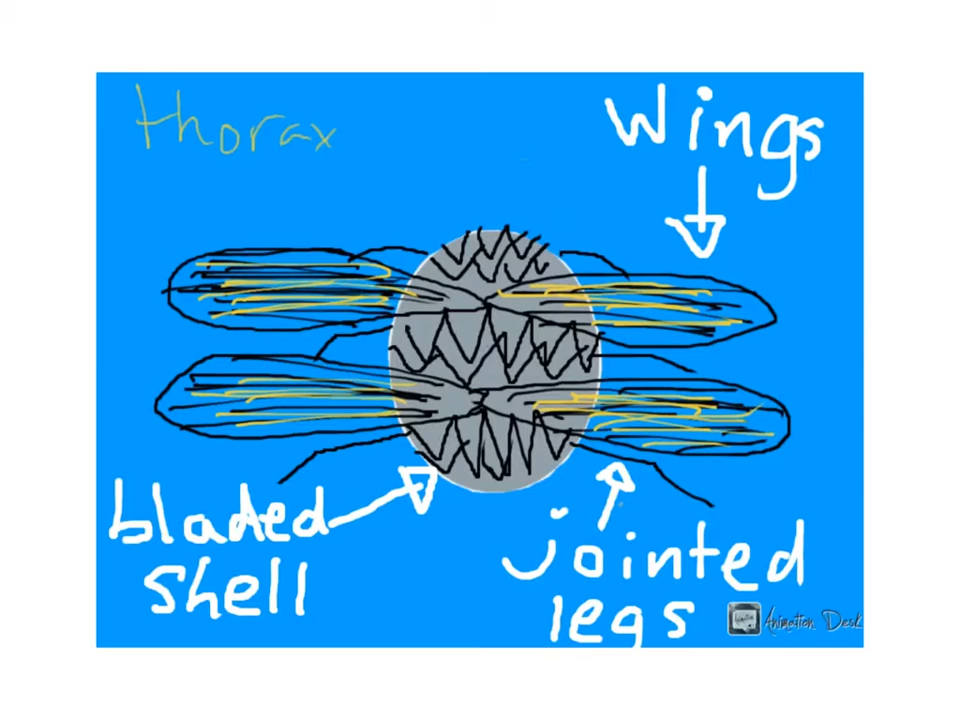 thorax
wings
bladed
shell
jointed
legs
Animation Desk